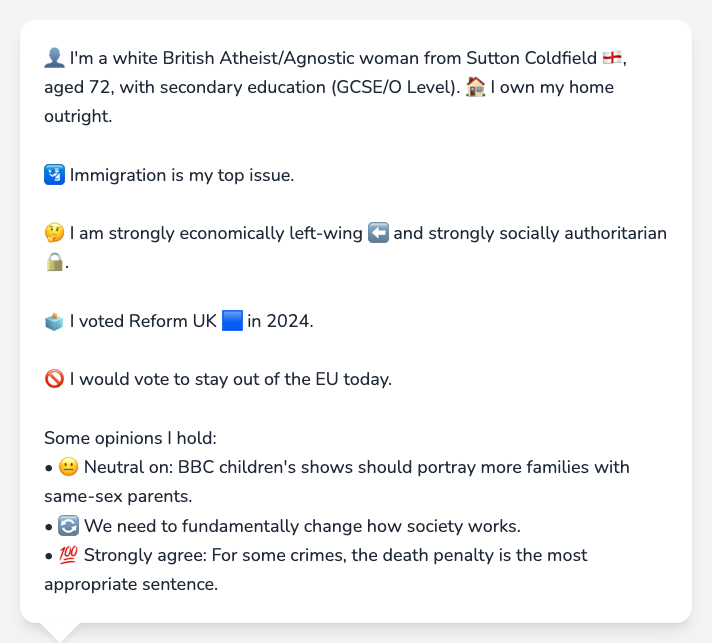 👤 I'm a white British Atheist/Agnostic woman from Sutton Coldfield 🏴󠁧󠁢󠁥󠁮󠁧󠁿,
aged 72, with secondary education (GCSE/O Level). 🏠 I own my home
outright.
🛂 Immigration is my top issue.
🤔 I am strongly economically left-wing ⬅️ and strongly socially authoritarian
🔒.
🗳️ I voted Reform UK 🟦 in 2024.
🚫 I would vote to stay out of the EU today.
Some opinions I hold:
• 😐 Neutral on: BBC children's shows should portray more families with
same-sex parents.
• 🔄 We need to fundamentally change how society works.
• 💯 Strongly agree: For some crimes, the death penalty is the most
appropriate sentence.